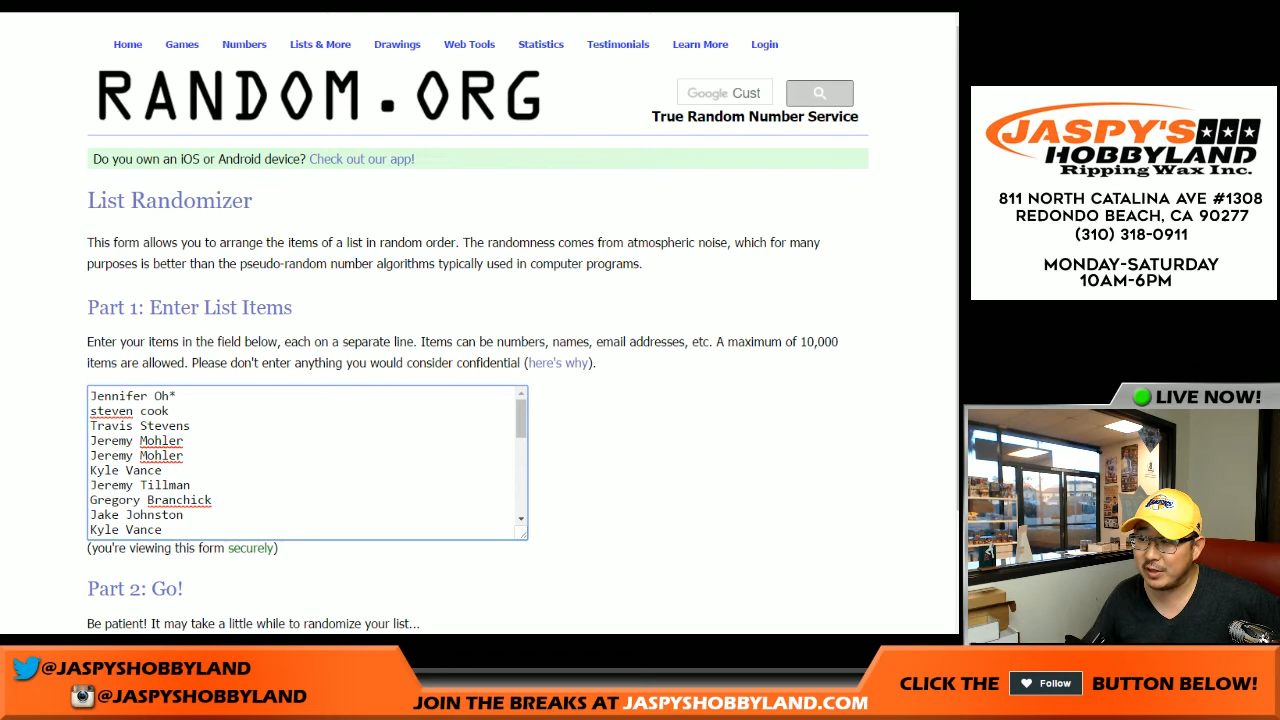 Home Games Numbers Lists & More Drawings Web Tools Statistics Testimonials Learn More Login
RANDOM.ORG
Google Cust
True Random Number Service
Do you own an iOS or Android device? Check out our app!
List Randomizer
This form allows you to arrange the items of a list in random order. The randomness comes from atmospheric noise, which for many
purposes is better than the pseudo-random number algorithms typically used in computer programs.
Part 1: Enter List Items
Enter your items in the field below, each on a separate line. Items can be numbers, names, email addresses, etc. A maximum of 10,000
items are allowed. Please don't enter anything you would consider confidential (here's why).
Jennifer Oh*
steven cook
Travis Stevens
Jeremy Mohler
Jeremy Mohler
Kyle Vance
Jeremy Tillman
Gregory Branchick
Jake Johnston
Kyle Vance
(you're viewing this form securely)
Part 2: Go!
Be patient! It may take a little while to randomize your list...
JASPY'S
HOBBYLAND
Ripping Wax Inc.
811 NORTH CATALINA AVE #1308
REDONDO BEACH, CA 90277
(310) 318-0911
MONDAY-SATURDAY
10AM-6PM
LIVE NOW!
@JASPYSHOBBYLAND
@JASPYSHOBBYLAND
JOIN THE BREAKS AT JASPYSHOBBYLAND.COM
CLICK THE Follow BUTTON BELOW!